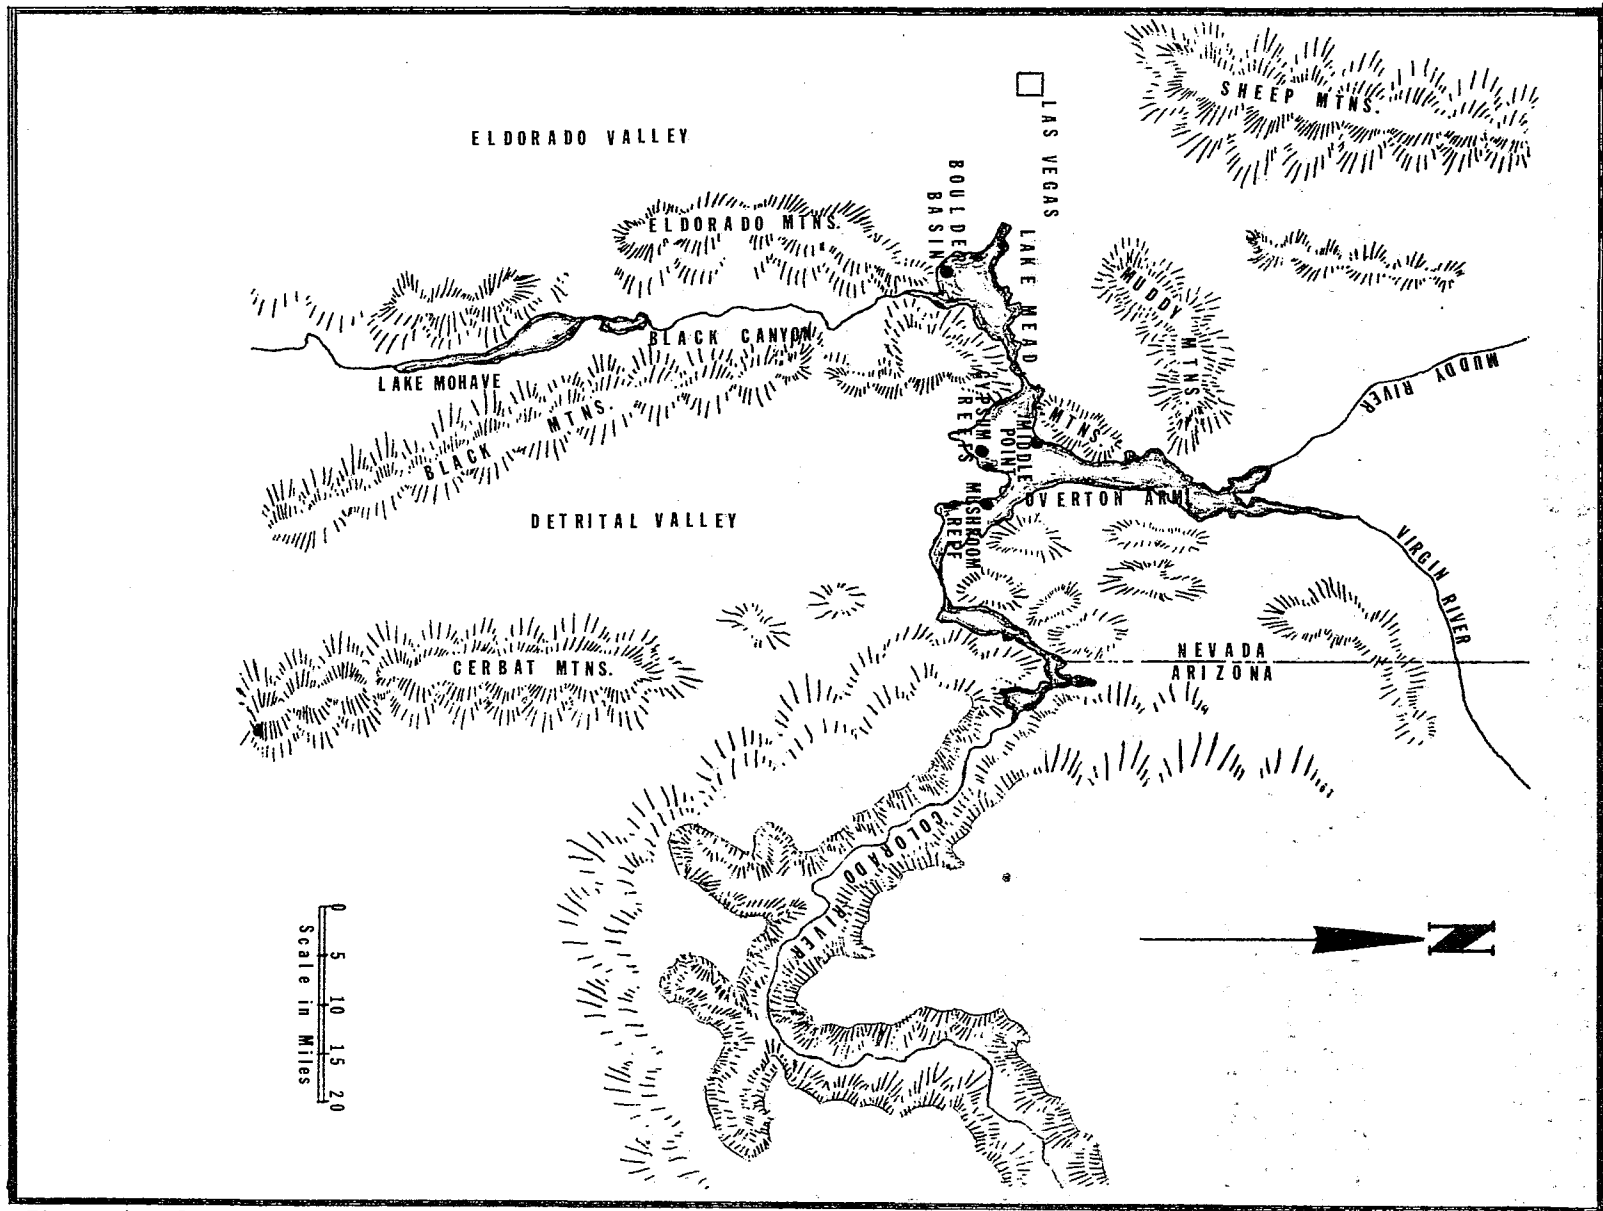 SHEEP MTNS.
LAS VEGAS
ELDORADO VALLEY
BOULDER
BASIN
ELDORADO MTNS.
LAKE MEAD
MUDDY
MTNS.
BLACK CANYON
LAKE MOHAVE
MUDDY
RIVER
BLACK MTNS.
GYPSUM
REEFS
MIDDLE
POINT
MTNS.
OVERTON ARM
MUSHROOM
REEF
DETRITAL VALLEY
VIRGIN RIVER
NEVADA
ARIZONA
CERBAT MTNS.
COLORADO
RIVER
N
0 5 10 15 20
Scale in Miles